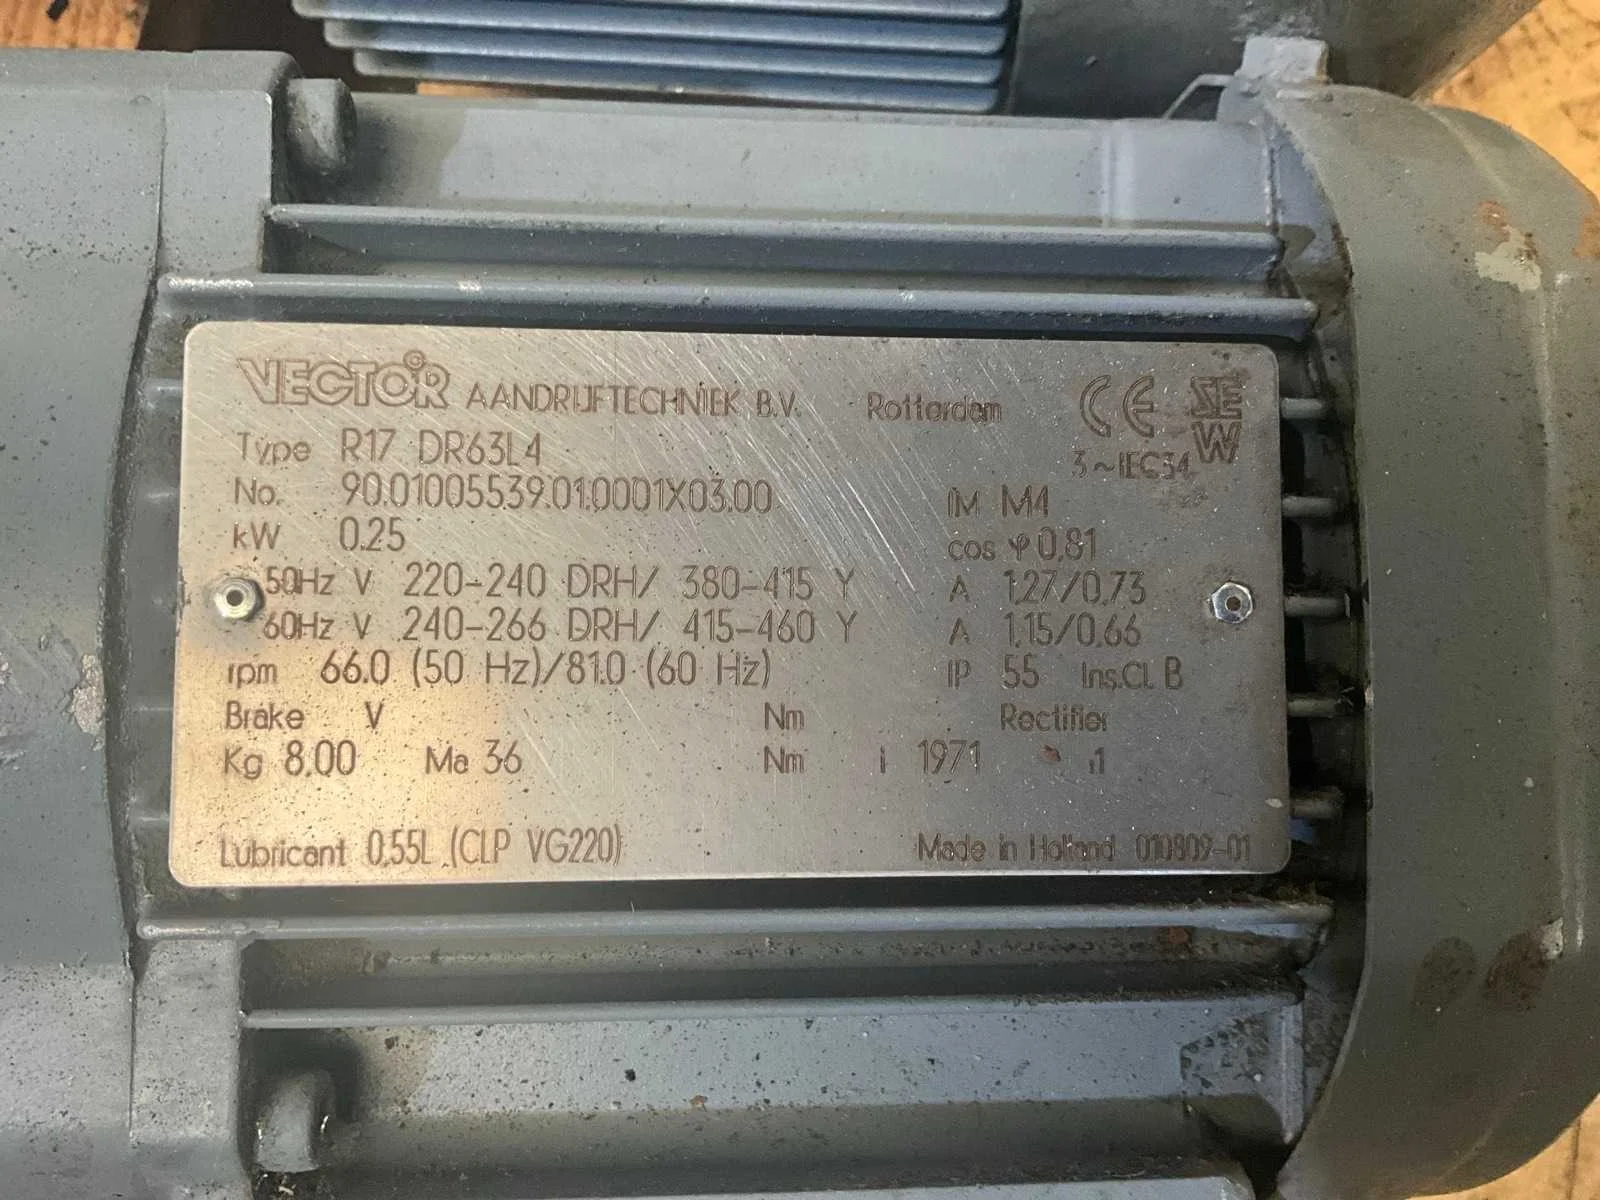 VECTOR AANDRIJFTECHNIEK B.V. Rotterdam CE SEW
Type R17 DR63L4 3~IEC34
No. 90.01005539.01.0001X03.00 IM M4
kW 0.25 cos φ 0.81
50Hz V 220-240 DRH/ 380-415 Y A 1.27/0.73
60Hz V 240-266 DRH/ 415-460 Y A 1.15/0.66
rpm 66.0 (50 Hz)/81.0 (60 Hz) IP 55 Ins.Cl. B
Brake V Nm Rectifier
Kg 8.00 Ma 36 Nm i 19.71 :1
Lubricant 0.55L (CLP VG220) Made in Holland 010809-01